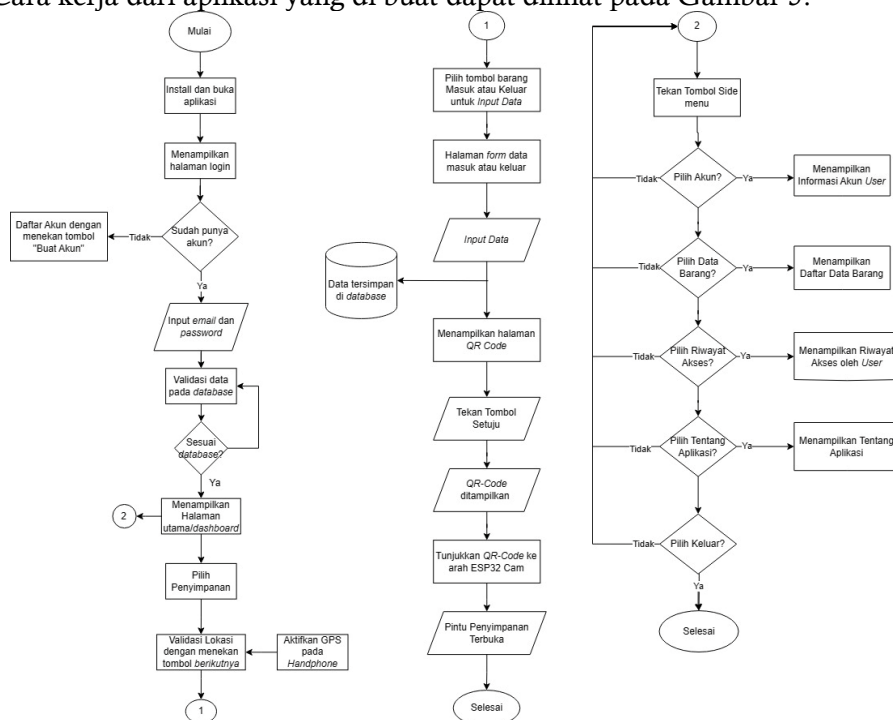 Cara kerja dari aplikasi yang di buat dapat dilihat pada Gambar 5.
Mulai
Install dan buka
aplikasi
Menampilkan
halaman login
Sudah punya
akun?
Tidak
Daftar Akun dengan
menekan tombol
"Buat Akun"
Ya
Input email dan
password
Validasi data
pada database
Sesuai
database?
Ya
Menampilkan
Halaman
utama/dashboard
2
Pilih
Penyimpanan
Validasi Lokasi
dengan menekan
tombol berikutnya
Aktifkan GPS
pada
Handphone
1
1
Pilih tombol barang
Masuk atau Keluar
untuk Input Data
Halaman form data
masuk atau keluar
Input Data
Data tersimpan
di database
Menampilkan halaman
QR Code
Tekan Tombol
Setuju
QR-Code
ditampilkan
Tunjukkan QR-Code ke
arah ESP32 Cam
Pintu Penyimpanan
Terbuka
Selesai
2
Tekan Tombol Side
menu
Pilih Akun?
Tidak
Ya
Menampilkan
Informasi Akun User
Pilih Data
Barang?
Tidak
Ya
Menampilkan
Daftar Data Barang
Pilih Riwayat
Akses?
Tidak
Ya
Menampilkan Riwayat
Akses oleh User
Pilih Tentang
Aplikasi?
Tidak
Ya
Menampilkan Tentang
Aplikasi
Pilih Keluar?
Tidak
Ya
Selesai